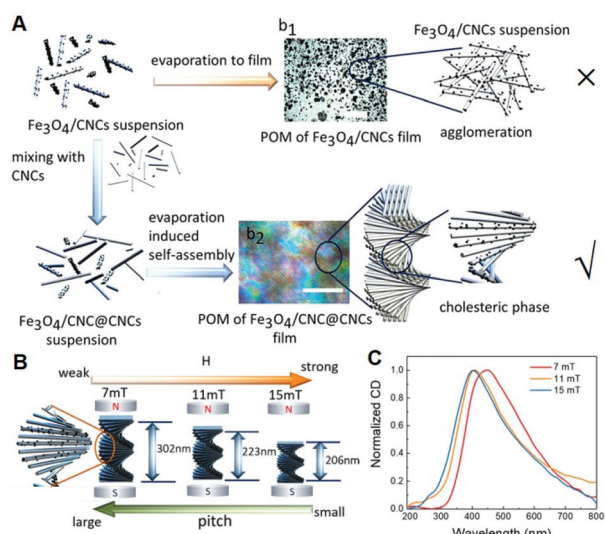 A
b1
Fe3O4/CNCs suspension
evaporation to film
Fe3O4/CNCs suspension
POM of Fe3O4/CNCs film
agglomeration
×
mixing with
CNCs
evaporation
induced
self-assembly
b2
√
cholesteric phase
Fe3O4/CNC@CNCs
suspension
POM of Fe3O4/CNC@CNCs
film
B
weak
H
strong
7mT
11mT
15mT
N
N
N
302nm
223nm
206nm
S
S
S
large
pitch
small
C
7 mT
11 mT
15 mT
Normalized CD
1.0
0.8
0.6
0.4
0.2
0.0
200
300
400
500
600
700
800
Wavelength (nm)